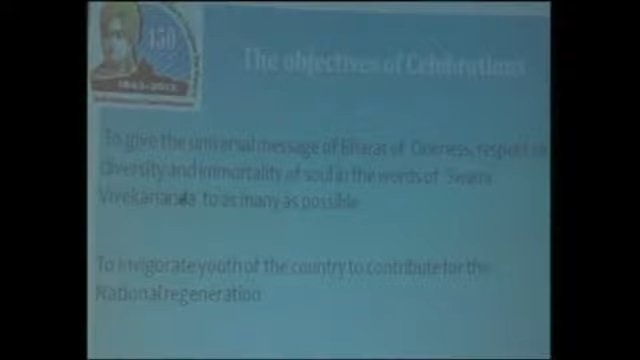 150
1863-2013
The objectives of Celebrations
To give the universal message of Bharat of Oneness, respect
Diversity and immortality of soul in the words of Swami
Vivekananda to as many as possible
To invigorate youth of the country to contribute for the
National regeneration